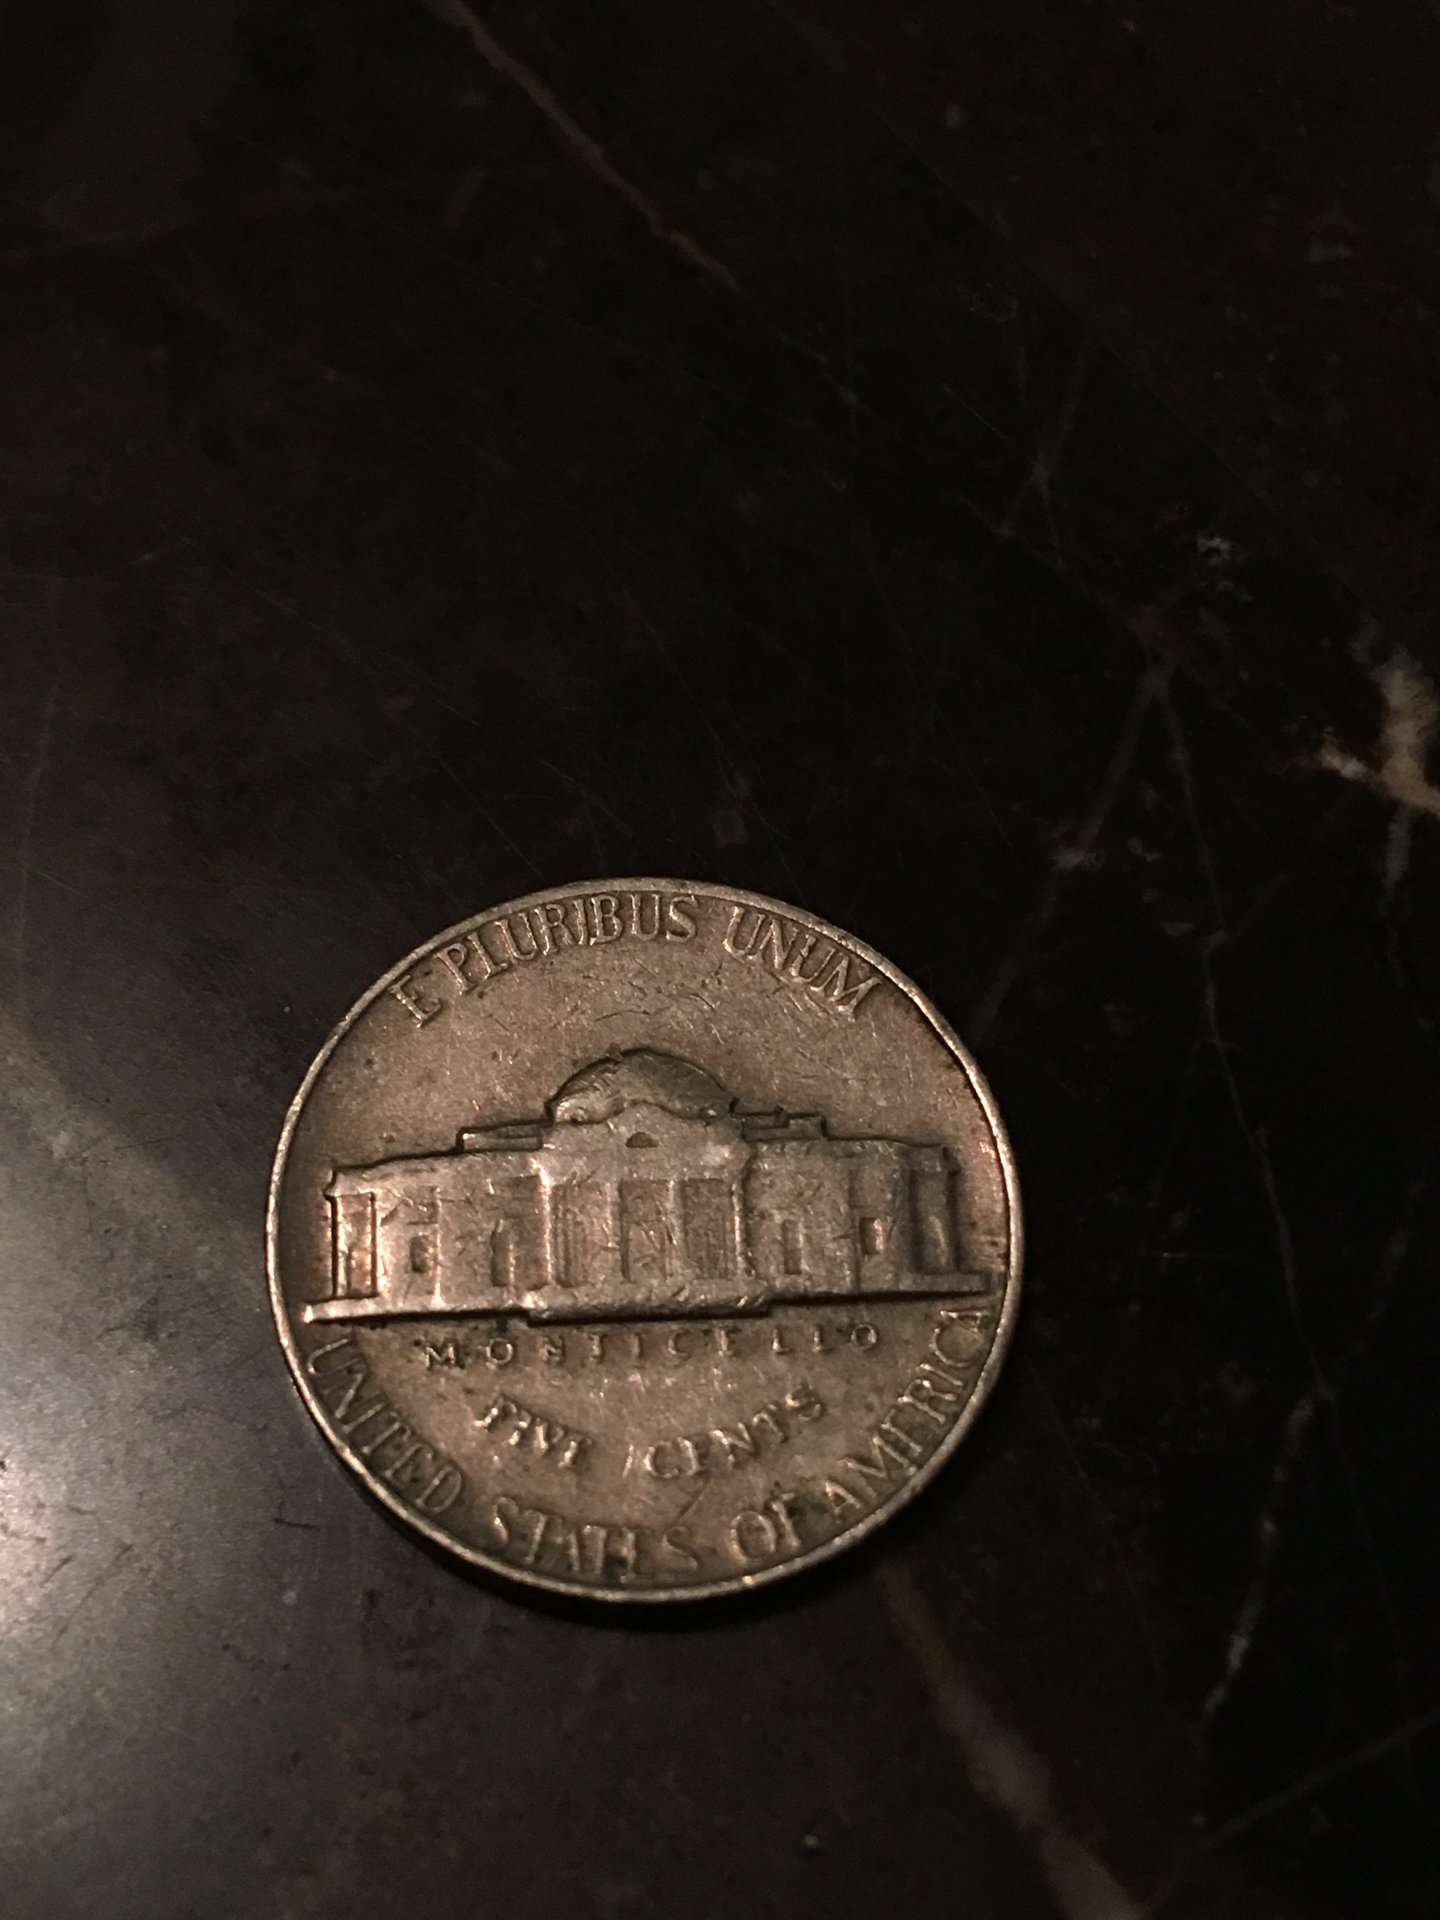 E PLURIBUS UNUM
MONTICELLO
FIVE CENTS
UNITED STATES OF AMERICA